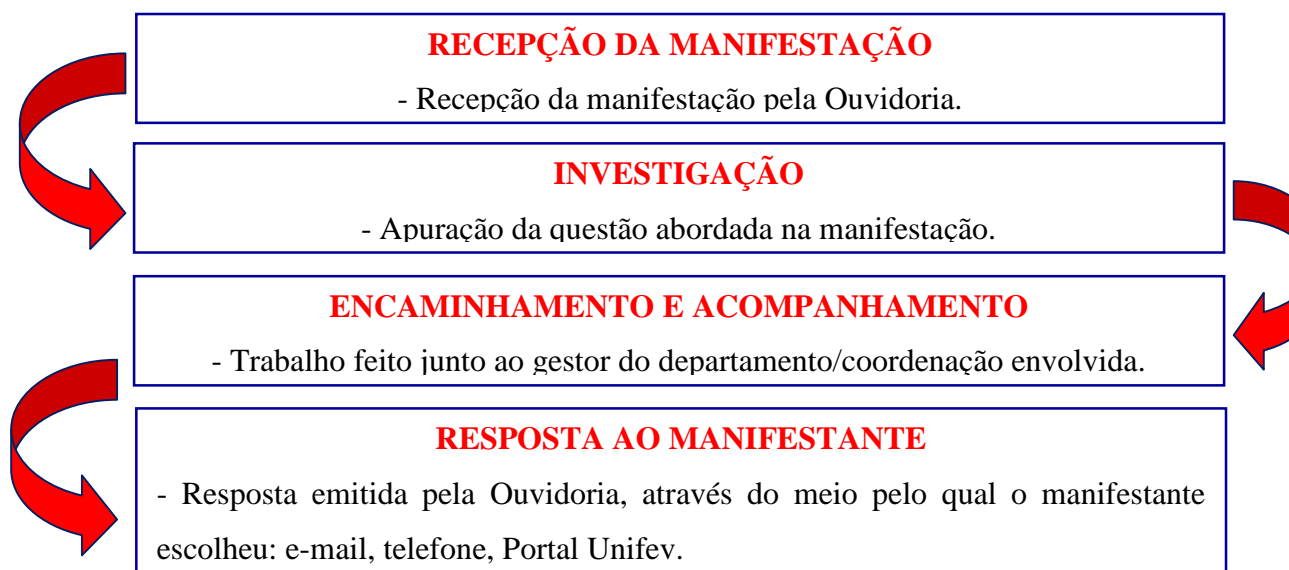 RECEPÇÃO DA MANIFESTAÇÃO
- Recepção da manifestação pela Ouvidoria.
INVESTIGAÇÃO
- Apuração da questão abordada na manifestação.
ENCAMINHAMENTO E ACOMPANHAMENTO
- Trabalho feito junto ao gestor do departamento/coordenação envolvida.
RESPOSTA AO MANIFESTANTE
- Resposta emitida pela Ouvidoria, através do meio pelo qual o manifestante
escolheu: e-mail, telefone, Portal Unifev.